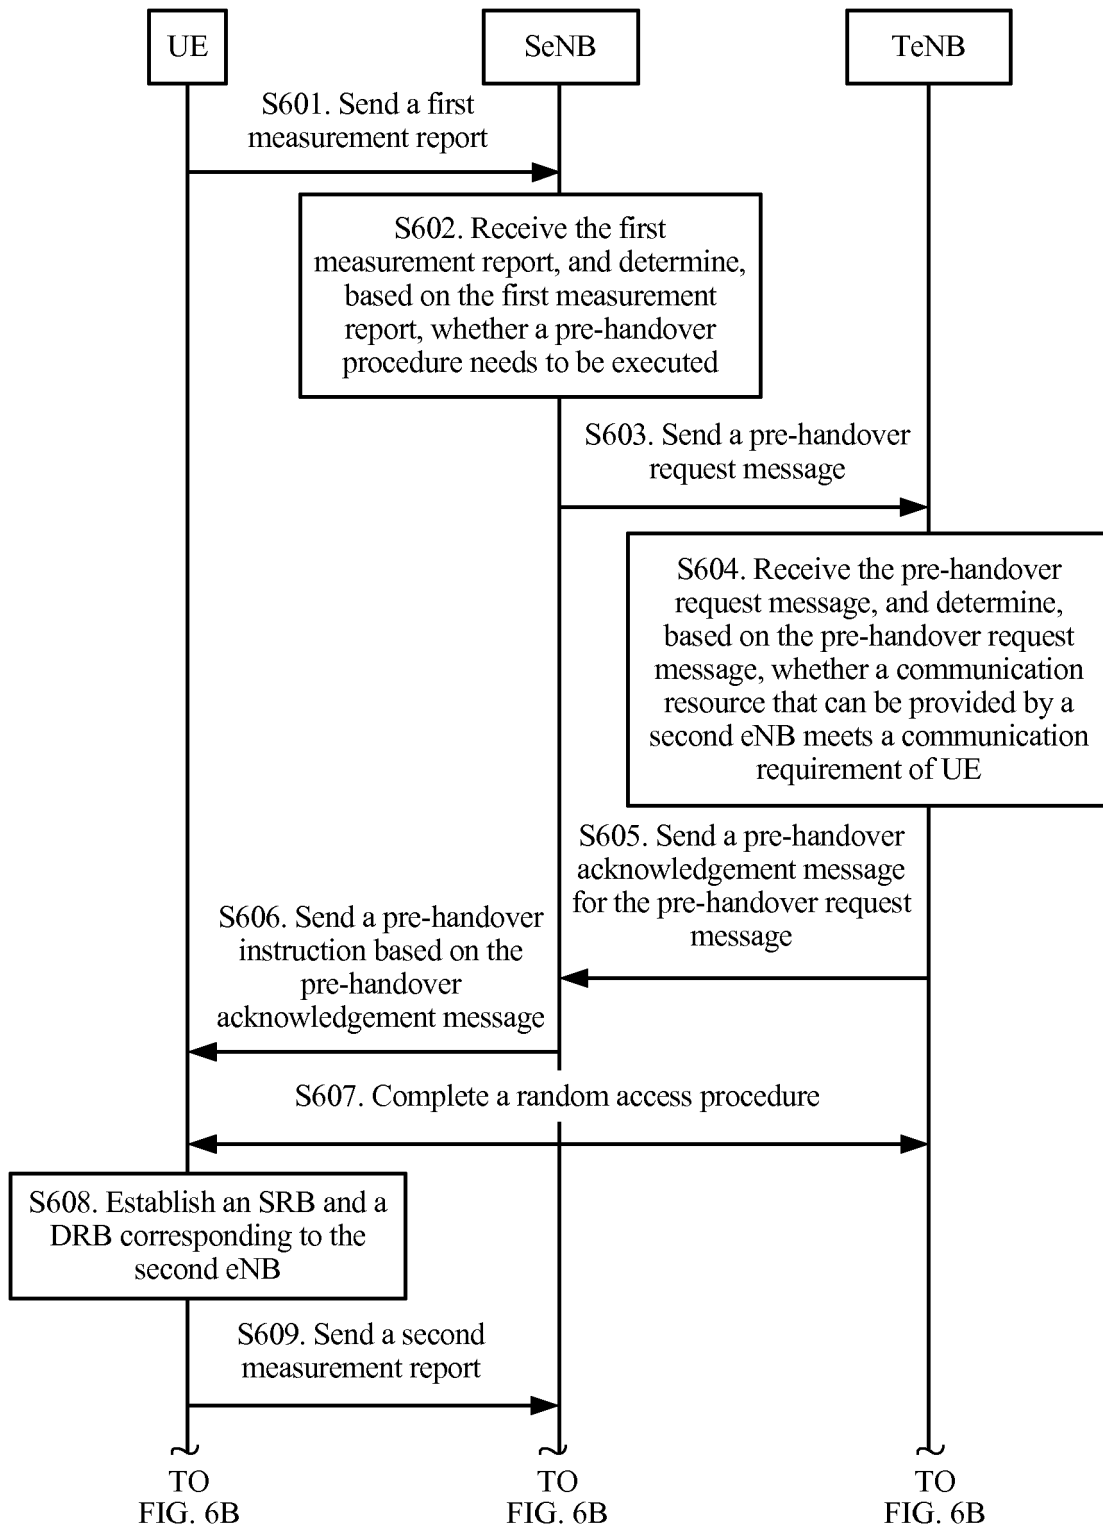 UE
SeNB
TeNB
S601. Send a first
measurement report
S602. Receive the first
measurement report, and determine,
based on the first measurement
report, whether a pre-handover
procedure needs to be executed
S603. Send a pre-handover
request message
S604. Receive the pre-handover
request message, and determine,
based on the pre-handover request
message, whether a communication
resource that can be provided by a
second eNB meets a communication
requirement of UE
S605. Send a pre-handover
acknowledgement message
for the pre-handover request
message
S606. Send a pre-handover
instruction based on the
pre-handover
acknowledgement message
S607. Complete a random access procedure
S608. Establish an SRB and a
DRB corresponding to the
second eNB
S609. Send a second
measurement report
TO
FIG. 6B
TO
FIG. 6B
TO
FIG. 6B